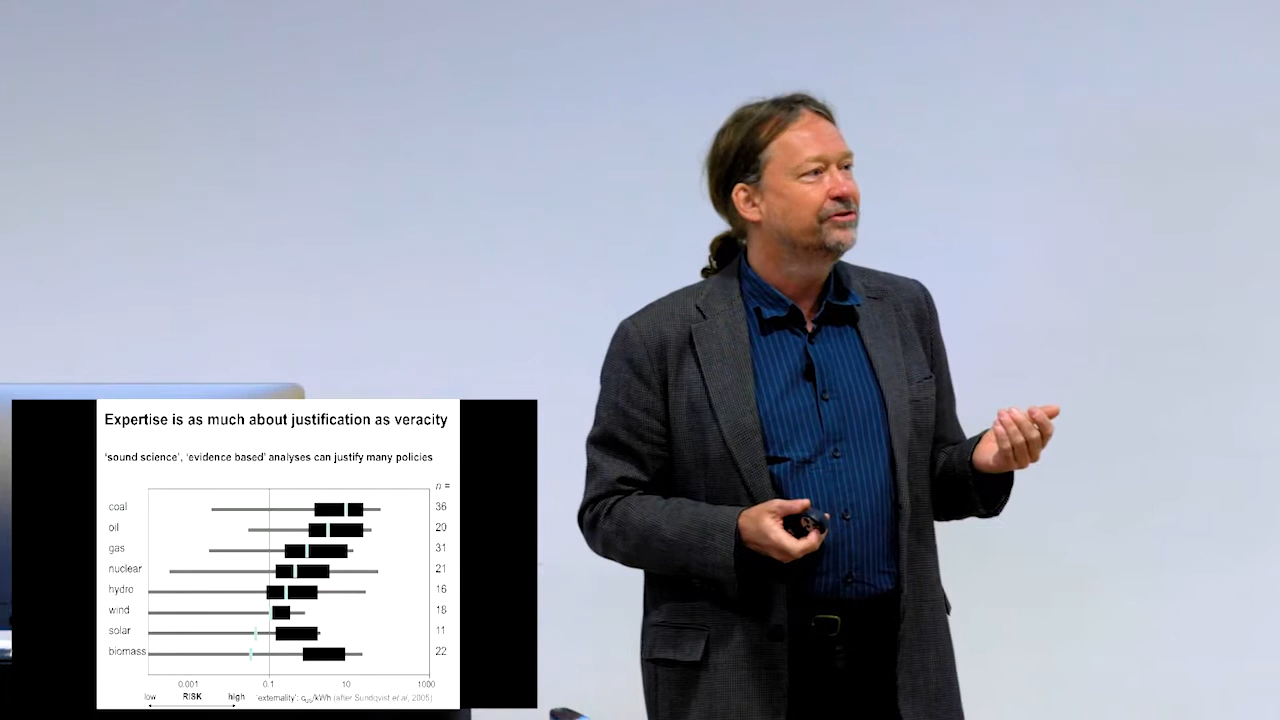 Expertise is as much about justification as veracity
'sound science', 'evidence based' analyses can justify many policies
n =
coal 36
oil 20
gas 31
nuclear 21
hydro 16
wind 18
solar 11
biomass 22
0.001 0.1 10 1000
low RISK high 'externality': cUS/kWh (after Sundqvist et al, 2005)